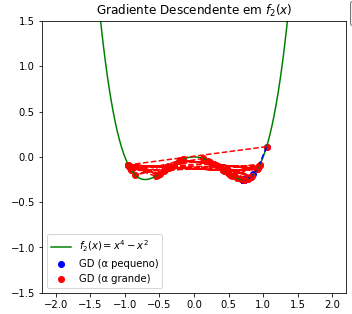 Gradiente Descendente em f₂(x)
1.5
1.0
0.5
0.0
−0.5
−1.0
−1.5
f₂(x) = x⁴ − x²
GD (α pequeno)
GD (α grande)
−2.0 −1.5 −1.0 −0.5 0.0 0.5 1.0 1.5 2.0